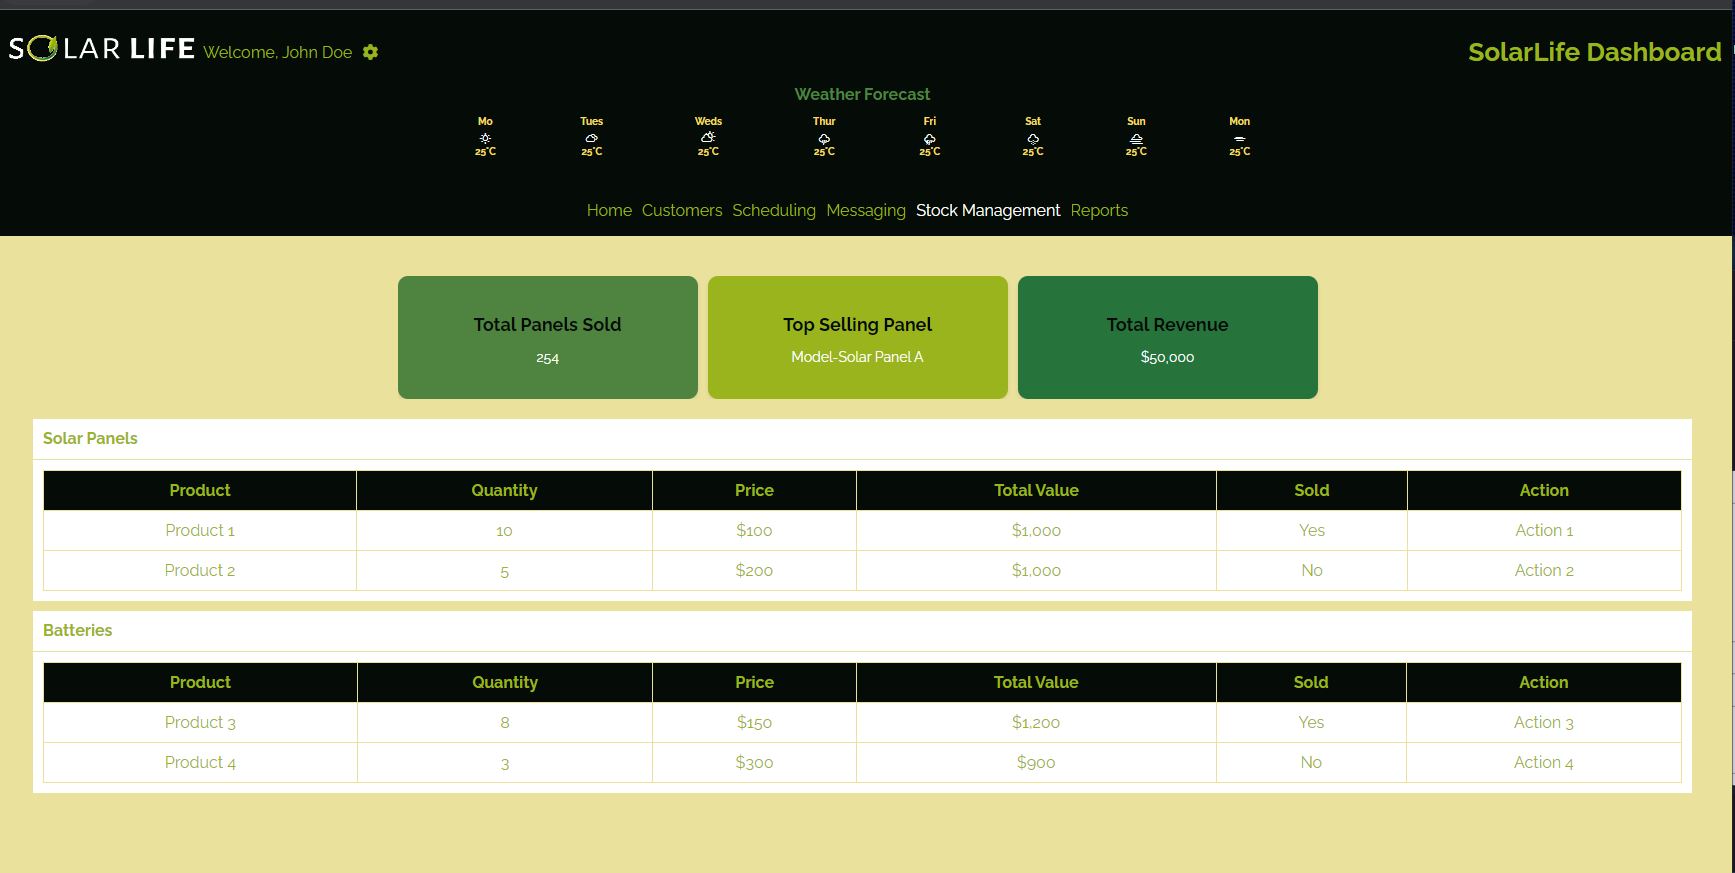 SOLAR LIFE Welcome, John Doe
SolarLife Dashboard
Weather Forecast
Mo Tues Weds Thur Fri Sat Sun Mon
25°C 25°C 25°C 25°C 25°C 25°C 25°C 25°C
Home Customers Scheduling Messaging Stock Management Reports
Total Panels Sold
254
Top Selling Panel
Model-Solar Panel A
Total Revenue
$50,000
Solar Panels
Product Quantity Price Total Value Sold Action
Product 1 10 $100 $1,000 Yes Action 1
Product 2 5 $200 $1,000 No Action 2
Batteries
Product Quantity Price Total Value Sold Action
Product 3 8 $150 $1,200 Yes Action 3
Product 4 3 $300 $900 No Action 4